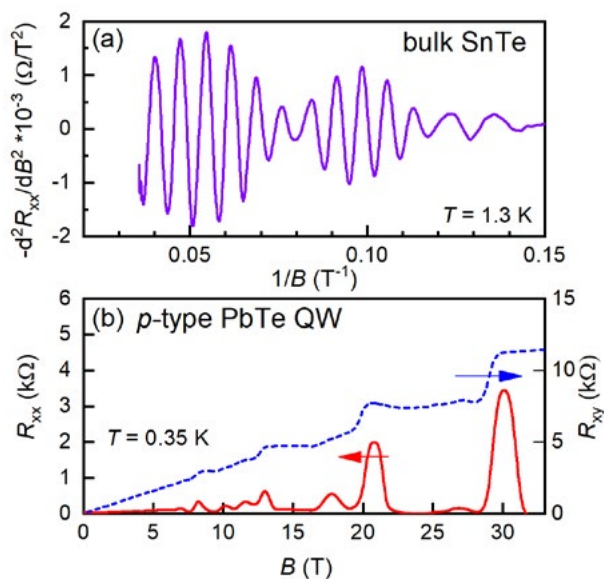 (a) bulk SnTe
-d²Rxx/dB² *10⁻³ (Ω/T²)
2
1
0
-1
-2
T = 1.3 K
0.05 0.10 0.15
1/B (T⁻¹)
(b) p-type PbTe QW
Rxx (kΩ)
6
5
4
3
2
1
0
T = 0.35 K
15
10
5
0
Rxy (kΩ)
0 5 10 15 20 25 30
B (T)